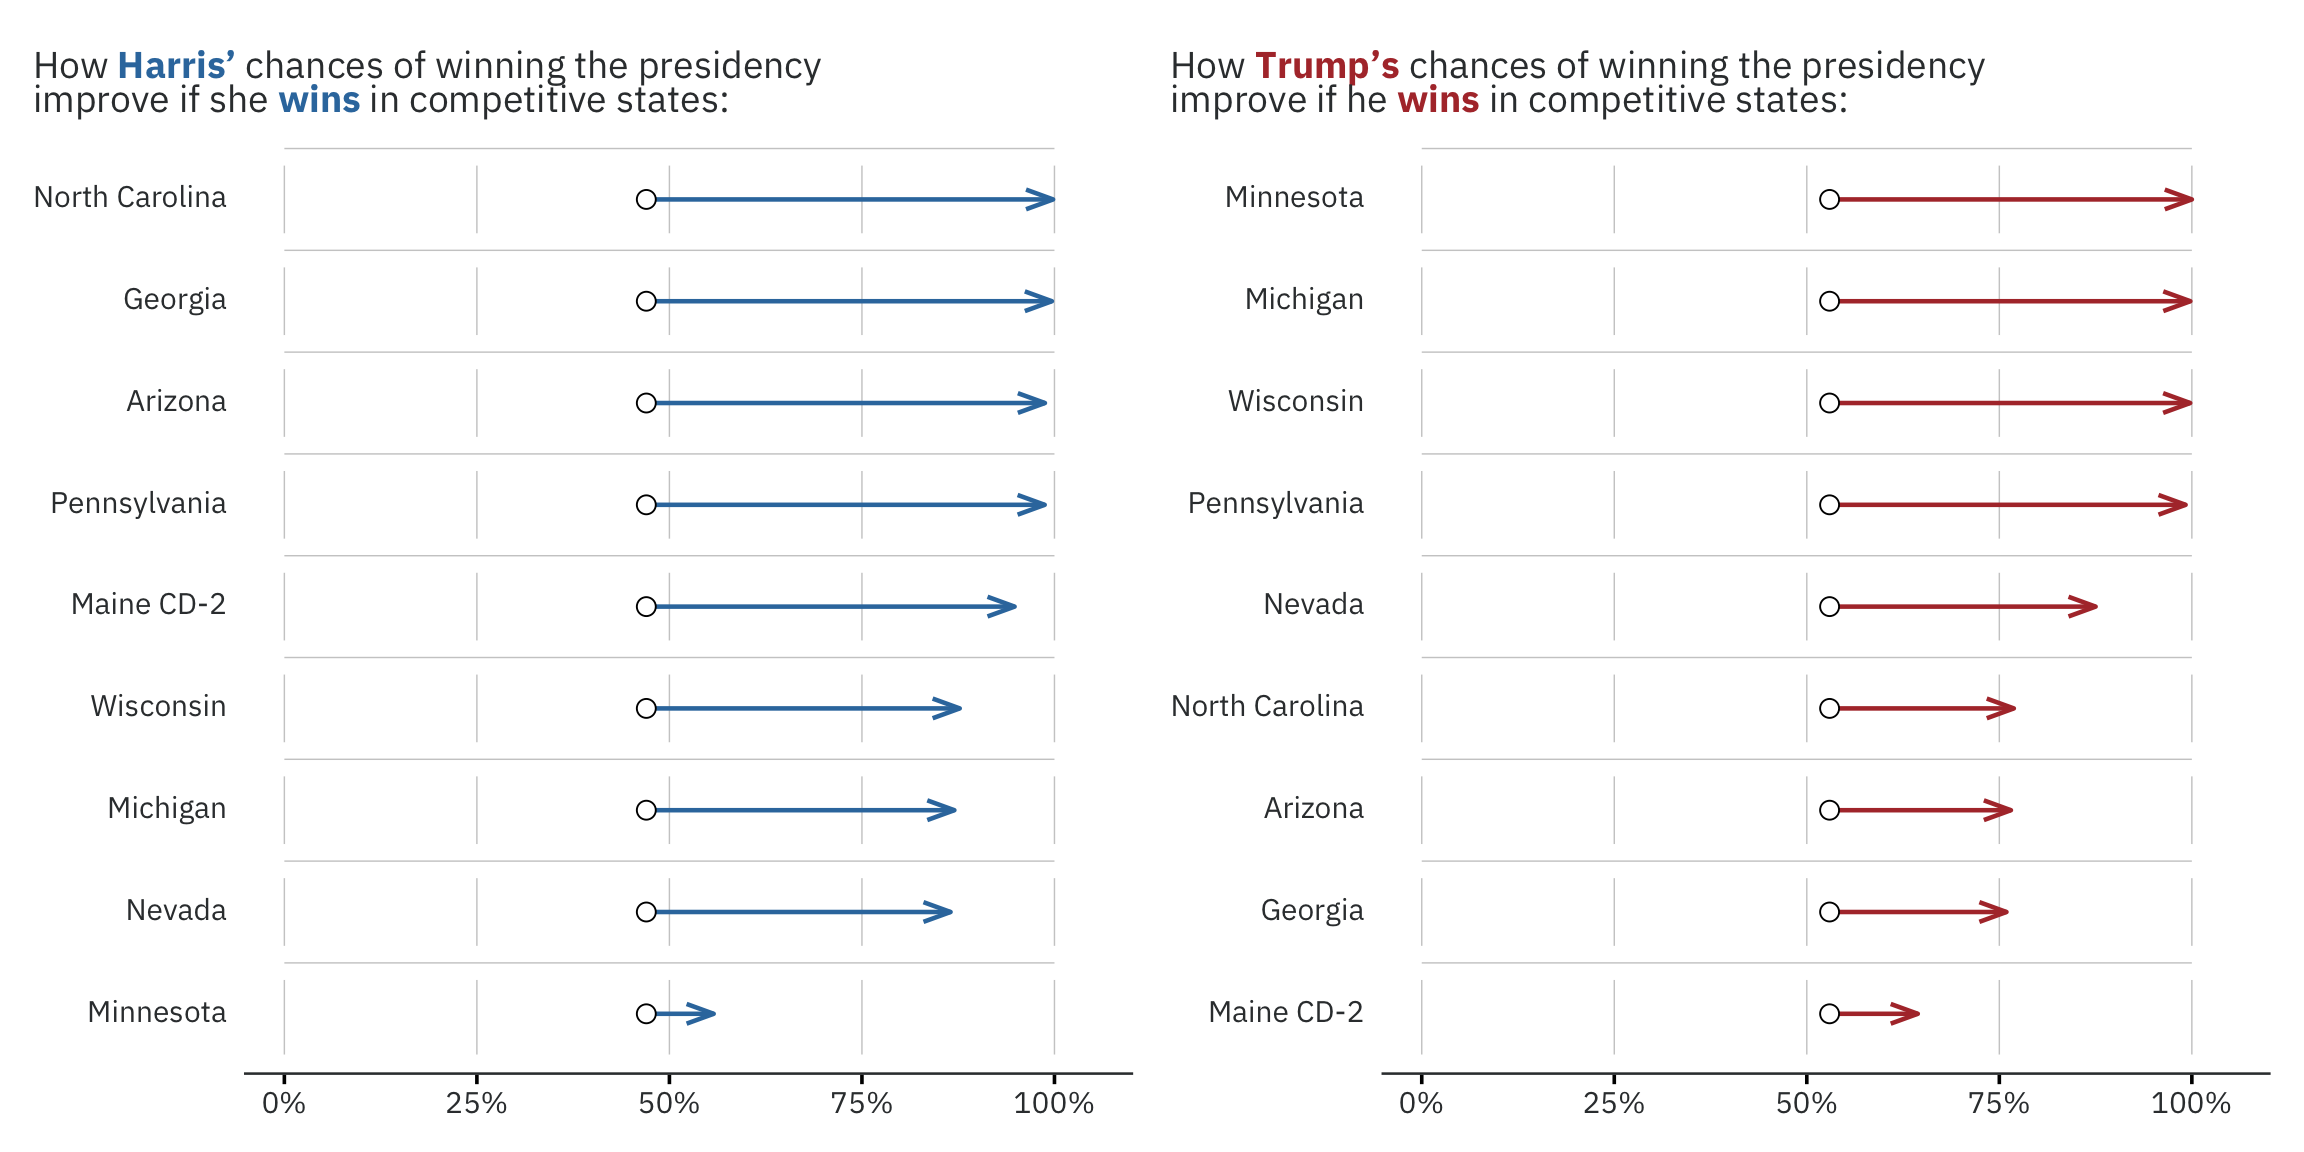 How Harris’ chances of winning the presidency
improve if she wins in competitive states:
North Carolina
Georgia
Arizona
Pennsylvania
Maine CD-2
Wisconsin
Michigan
Nevada
Minnesota
0% 25% 50% 75% 100%
How Trump’s chances of winning the presidency
improve if he wins in competitive states:
Minnesota
Michigan
Wisconsin
Pennsylvania
Nevada
North Carolina
Arizona
Georgia
Maine CD-2
0% 25% 50% 75% 100%